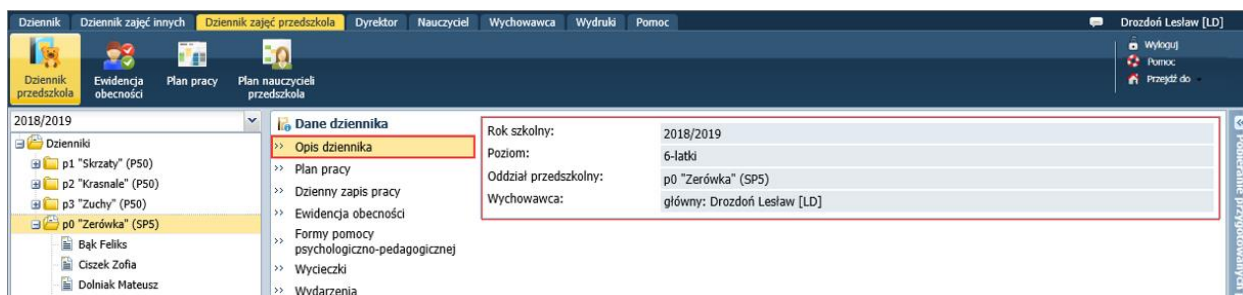 Dziennik Dziennik zajęć innych Dziennik zajęć przedszkola Dyrektor Nauczyciel Wychowawca Wydruki Pomoc Drozdoń Lesław [LD]
Dziennik przedszkola
Ewidencja obecności
Plan pracy
Plan nauczycieli przedszkola
Wyloguj
Pomoc
Przejdź do
2018/2019
Dzienniki
p1 "Skrzaty" (P50)
p2 "Krasnale" (P50)
p3 "Zuchy" (P50)
p0 "Zerówka" (SP5)
Bąk Feliks
Ciszek Zofia
Dolniak Mateusz
Dane dziennika
Opis dziennika
Plan pracy
Dzienny zapis pracy
Ewidencja obecności
Formy pomocy
psychologiczno-pedagogicznej
Wycieczki
Wydarzenia
Rok szkolny: 2018/2019
Poziom: 6-latki
Oddział przedszkolny: p0 "Zerówka" (SP5)
Wychowawca: główny: Drozdoń Lesław [LD]
Pobieranie przygotowanych